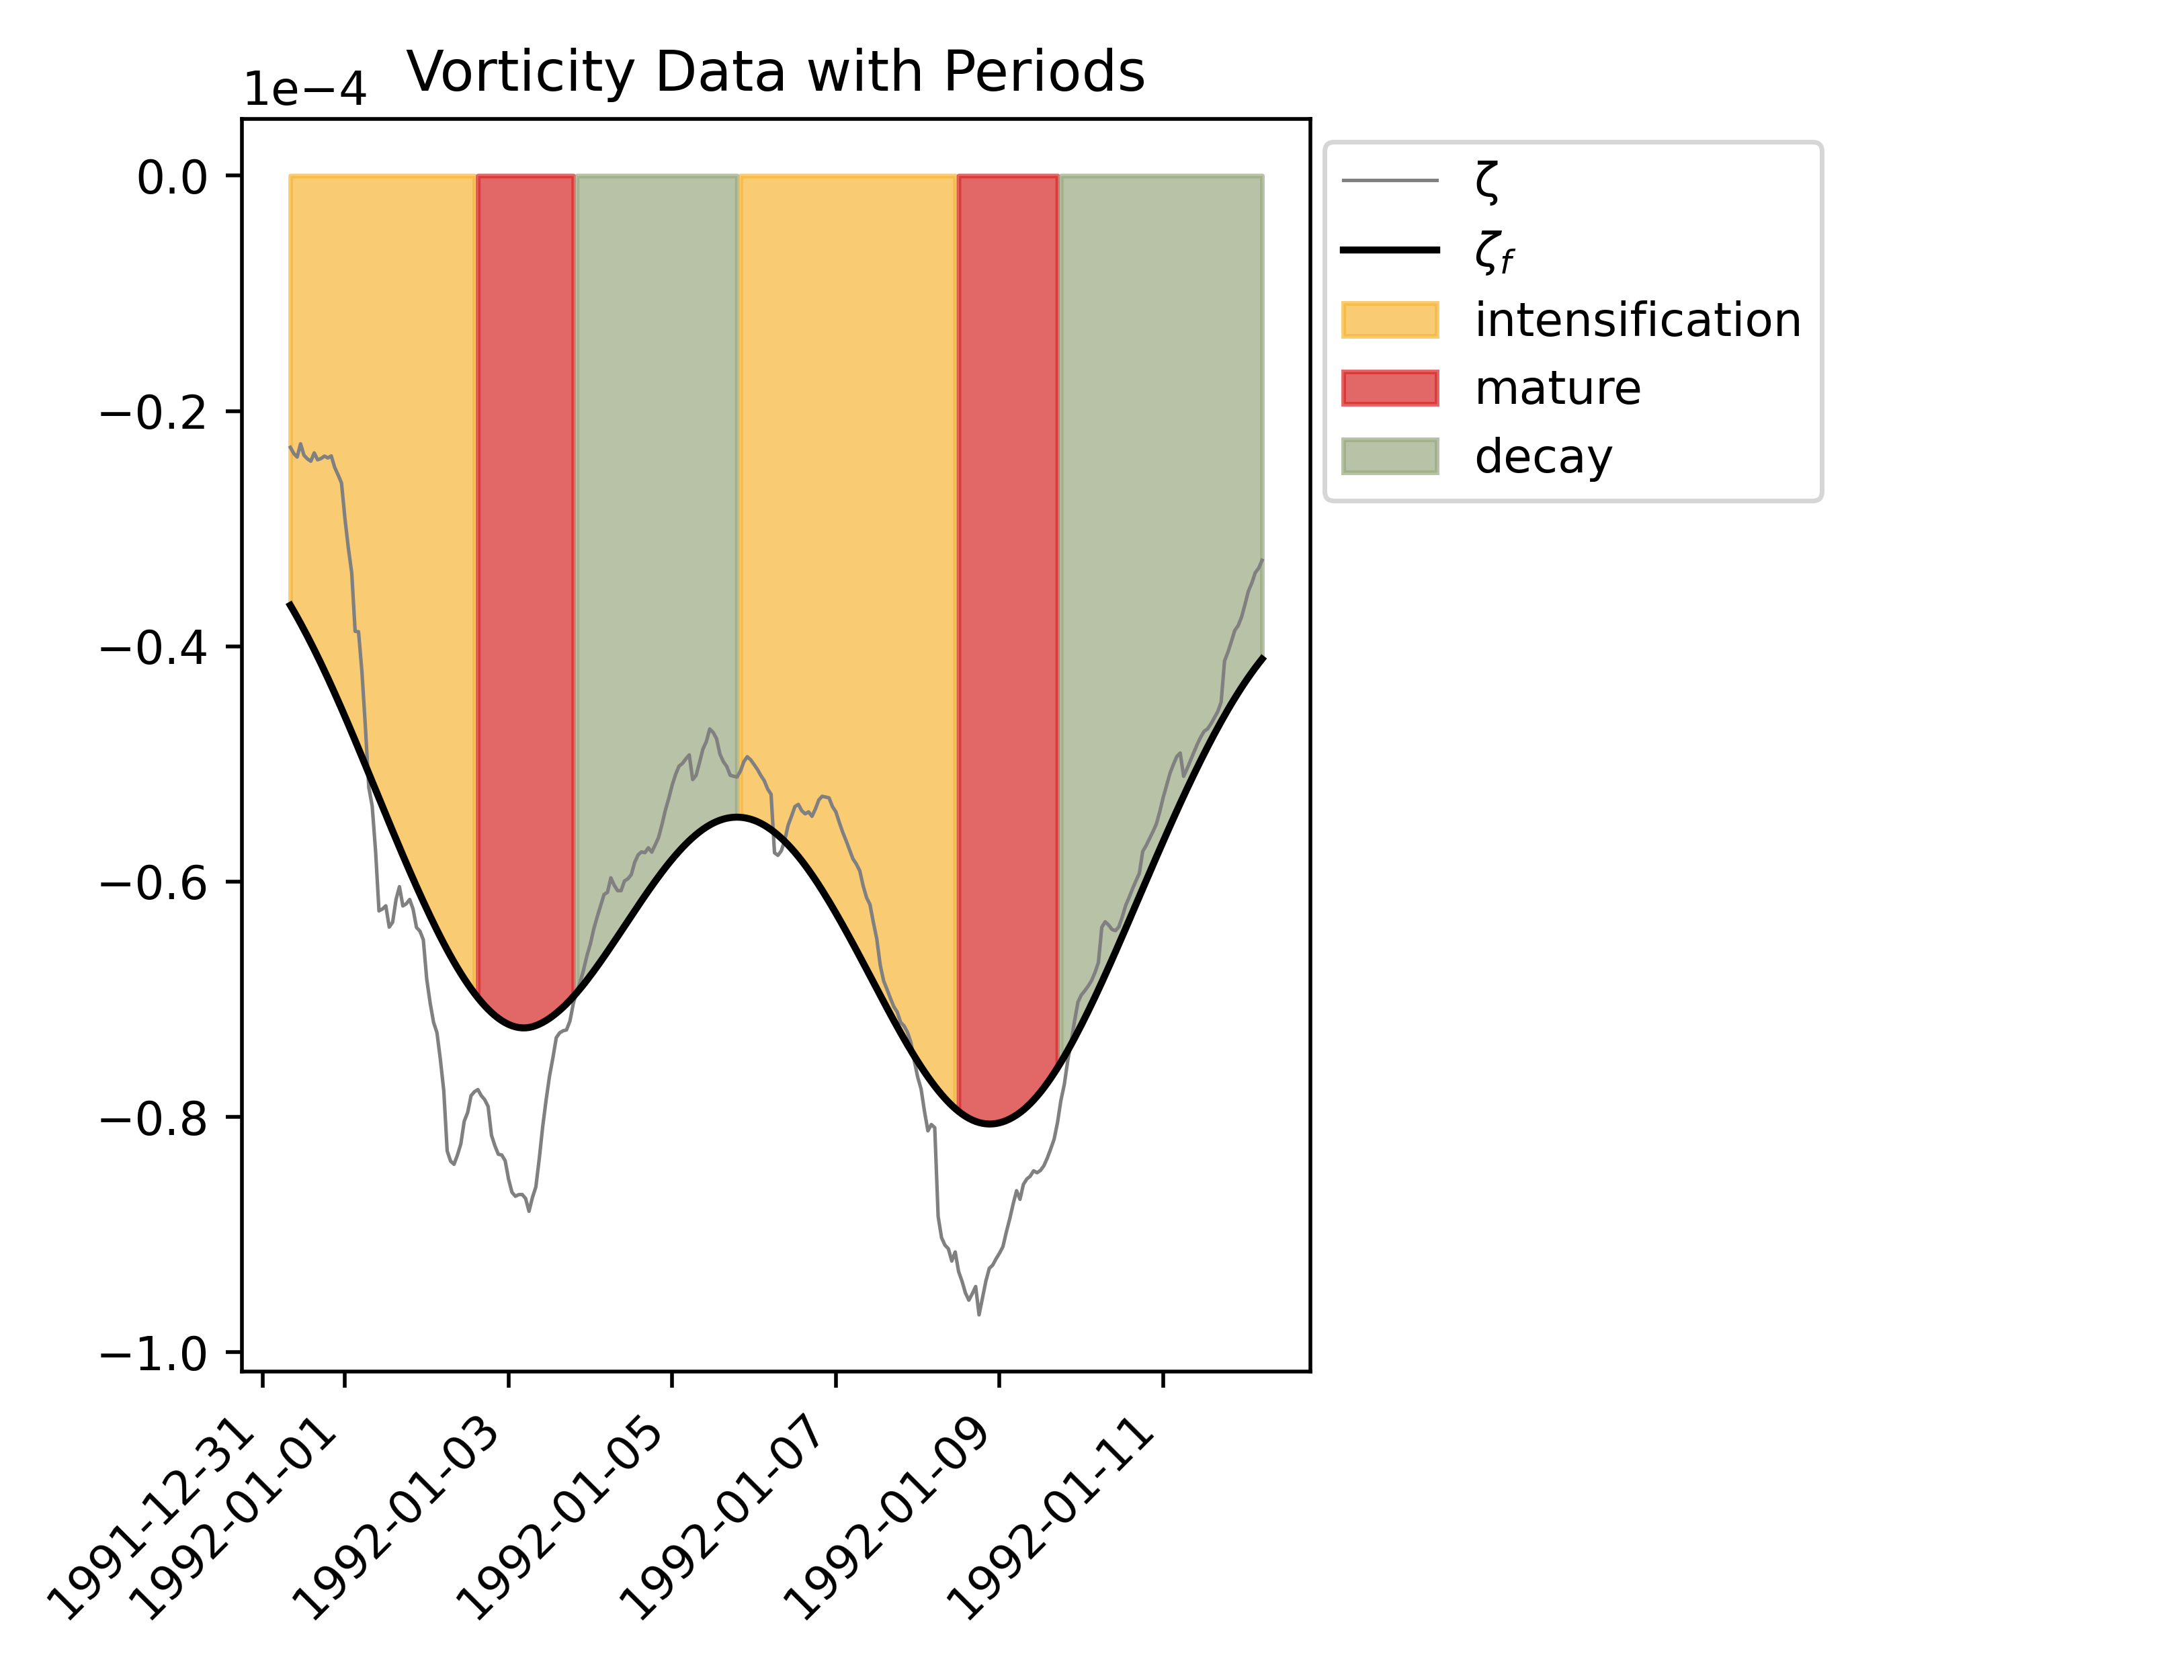 Vorticity Data with Periods
1e−4
0.0
−0.2
−0.4
−0.6
−0.8
−1.0
1991-12-31
1992-01-01
1992-01-03
1992-01-05
1992-01-07
1992-01-09
1992-01-11
ζ
ζf
intensification
mature
decay